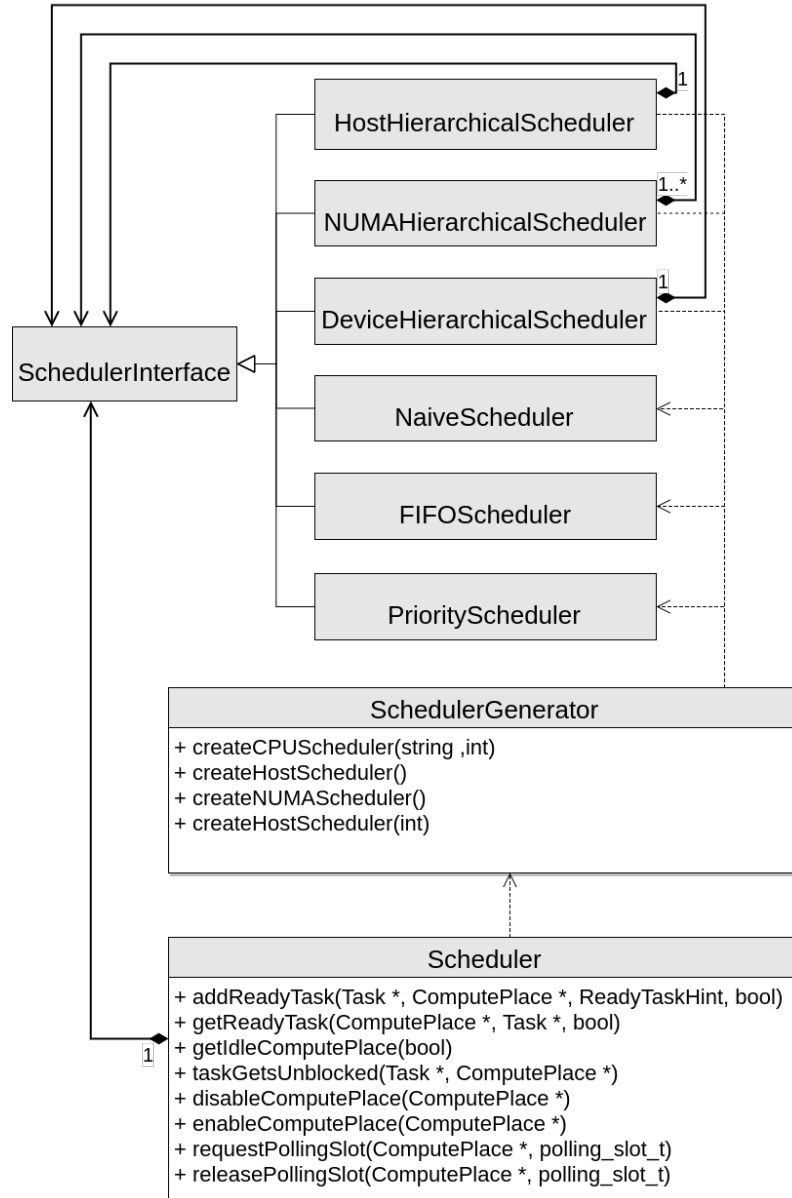 1
HostHierarchicalScheduler
1..*
NUMAHierarchicalScheduler
1
DeviceHierarchicalScheduler
SchedulerInterface
NaiveScheduler
FIFOScheduler
PriorityScheduler
SchedulerGenerator
+ createCPUScheduler(string ,int)
+ createHostScheduler()
+ createNUMAScheduler()
+ createHostScheduler(int)
Scheduler
+ addReadyTask(Task *, ComputePlace *, ReadyTaskHint, bool)
+ getReadyTask(ComputePlace *, Task *, bool)
+ getIdleComputePlace(bool)
+ taskGetsUnblocked(Task *, ComputePlace *)
+ disableComputePlace(ComputePlace *)
+ enableComputePlace(ComputePlace *)
+ requestPollingSlot(ComputePlace *, polling_slot_t)
+ releasePollingSlot(ComputePlace *, polling_slot_t)
1